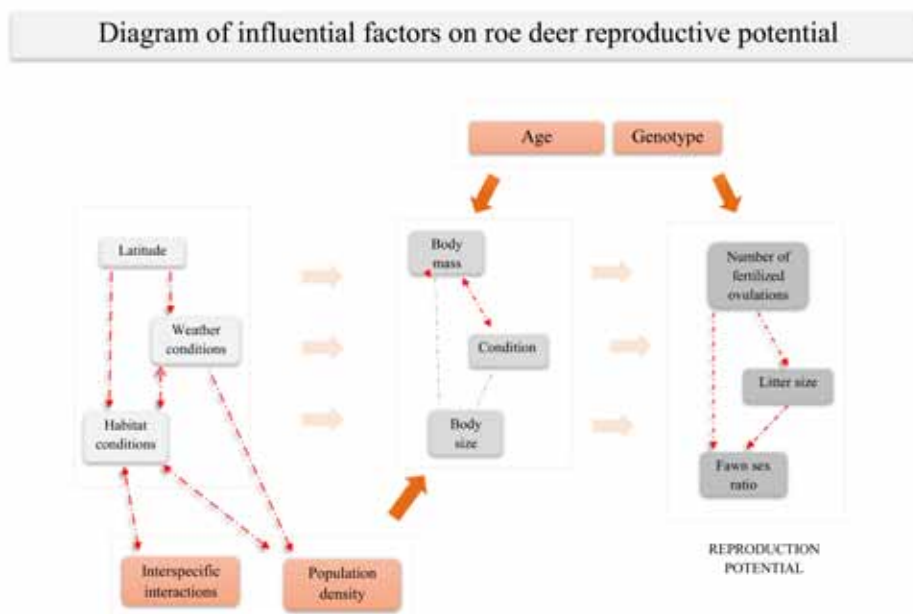 Diagram of influential factors on roe deer reproductive potential
Age
Genotype
Latitude
Weather
conditions
Habitat
conditions
Interspecific
interactions
Population
density
Body
mass
Condition
Body
size
Number of
fertilized
ovulations
Litter size
Fawn sex
ratio
REPRODUCTION
POTENTIAL